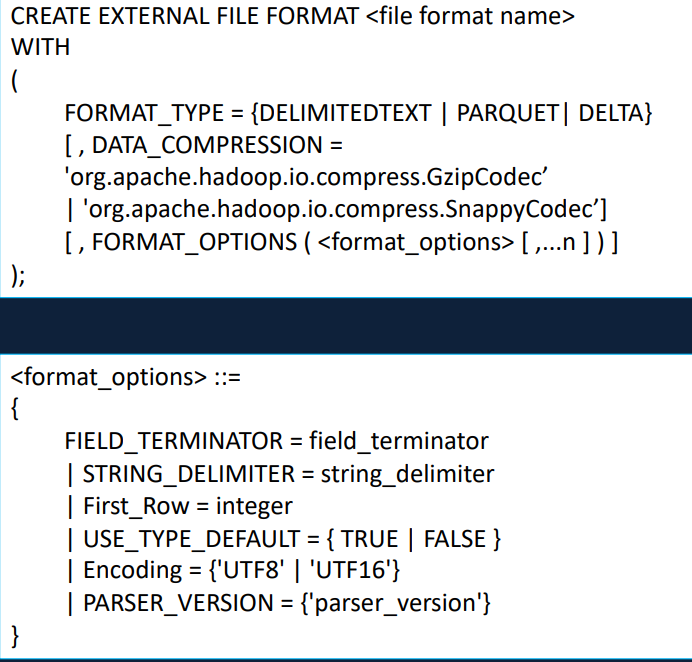 CREATE EXTERNAL FILE FORMAT <file format name>
WITH
(
FORMAT_TYPE = {DELIMITEDTEXT | PARQUET| DELTA}
[ , DATA_COMPRESSION =
'org.apache.hadoop.io.compress.GzipCodec’
| 'org.apache.hadoop.io.compress.SnappyCodec’]
[ , FORMAT_OPTIONS ( <format_options> [ ,...n ] ) ]
);
<format_options> ::=
{
FIELD_TERMINATOR = field_terminator
| STRING_DELIMITER = string_delimiter
| First_Row = integer
| USE_TYPE_DEFAULT = { TRUE | FALSE }
| Encoding = {'UTF8' | 'UTF16'}
| PARSER_VERSION = {'parser_version'}
}